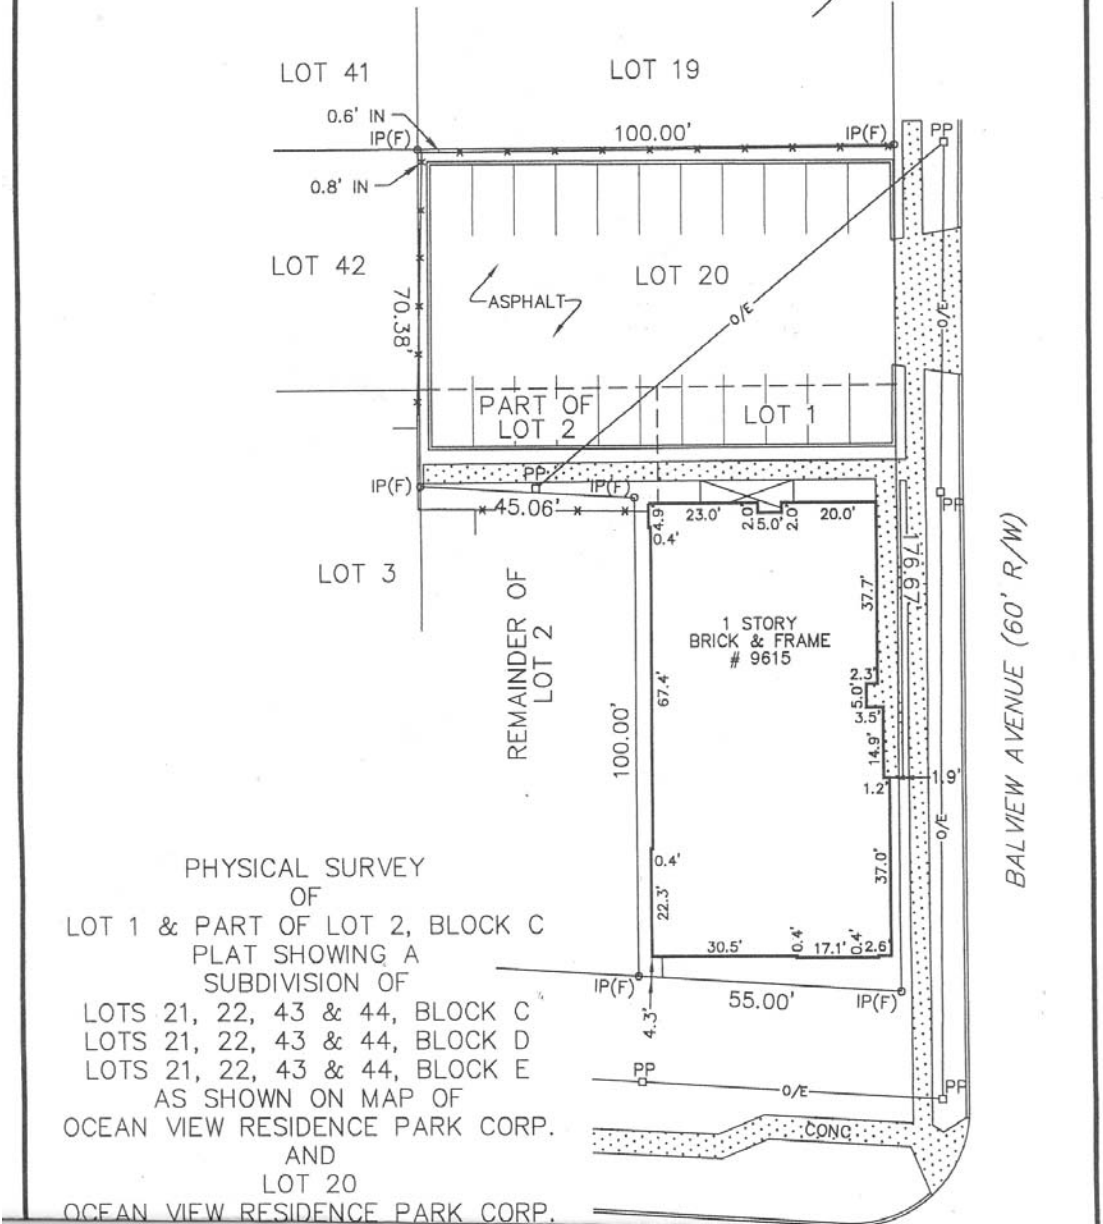 LOT 41
LOT 19
0.6' IN
IP(F)
100.00'
IP(F)
PP
0.8' IN
LOT 42
LOT 20
70.38'
ASPHALT
O/E
O/E
PART OF
LOT 2
LOT 1
IP(F)
PP
IP(F)
PP
45.06'
4.9'
23.0'
2.0'
5.0'
2.0'
20.0'
0.4'
176.67'
LOT 3
REMAINDER OF
LOT 2
37.7'
1 STORY
BRICK & FRAME
# 9615
BALVIEW AVENUE (60' R/W)
67.4'
2.3'
5.0'
3.5'
100.00'
14.9'
1.9'
1.2'
O/E
0.4'
37.0'
22.3'
30.5'
0.4'
17.1'
0.4'
2.6'
IP(F)
55.00'
IP(F)
4.3'
PP
O/E
PP
CONC
PHYSICAL SURVEY
OF
LOT 1 & PART OF LOT 2, BLOCK C
PLAT SHOWING A
SUBDIVISION OF
LOTS 21, 22, 43 & 44, BLOCK C
LOTS 21, 22, 43 & 44, BLOCK D
LOTS 21, 22, 43 & 44, BLOCK E
AS SHOWN ON MAP OF
OCEAN VIEW RESIDENCE PARK CORP.
AND
LOT 20
OCEAN VIEW RESIDENCE PARK CORP.